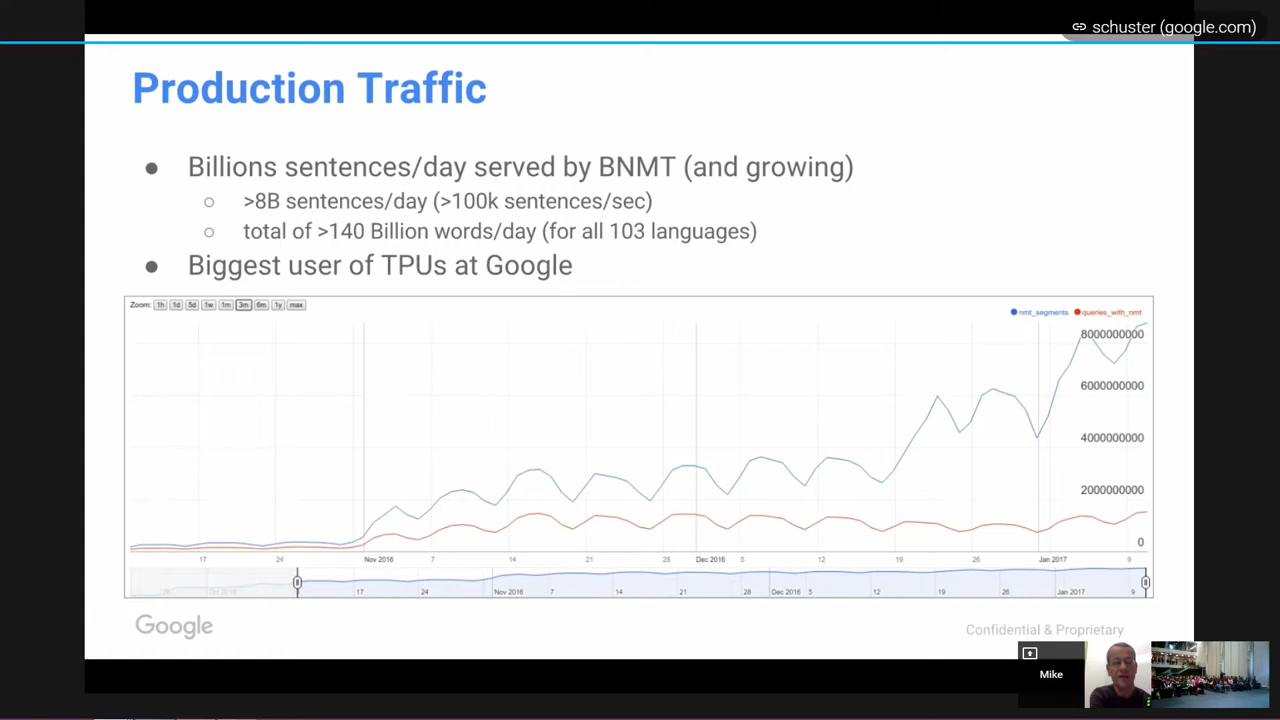 schuster (google.com)
Production Traffic
● Billions sentences/day served by BNMT (and growing)
○ >8B sentences/day (>100k sentences/sec)
○ total of >140 Billion words/day (for all 103 languages)
● Biggest user of TPUs at Google
Zoom: 1h 1d 5d 1w 1m 3m 6m 1y max
nmt_segments queries_with_nmt
8000000000
6000000000
4000000000
2000000000
0
17 24 Nov 2016 7 14 21 28 Dec 2016 5 12 19 26 Jan 2017 9
26 Oct 2016 17 24 Nov 2016 7 14 21 28 Dec 2016 5 12 19 26 Jan 2017 9
Google
Confidential & Proprietary
Mike